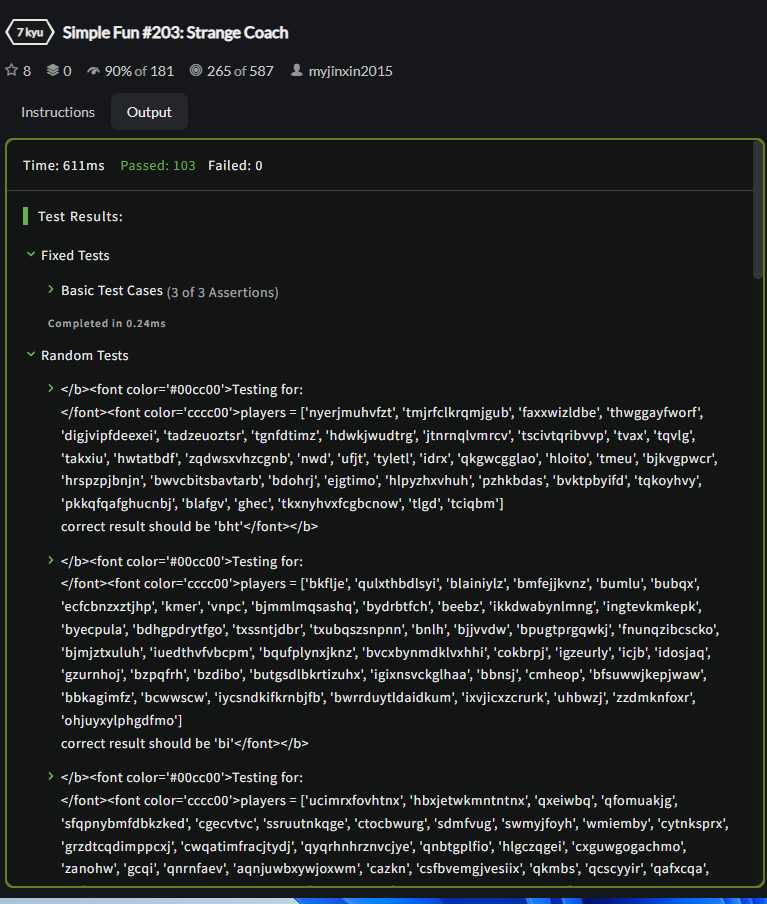 7 kyu Simple Fun #203: Strange Coach
8 0 90% of 181 265 of 587 myjinxin2015
Instructions Output
Time: 611ms Passed: 103 Failed: 0
Test Results:
Fixed Tests
Basic Test Cases (3 of 3 Assertions)
Completed in 0.24ms
Random Tests
</b><font color='#00cc00'>Testing for:
</font><font color='cccc00'>players = ['nyerjmuhvfzt', 'tmjrfclkrqmjgub', 'faxxwizldbe', 'thwggayfworf',
'digjvipfdeexei', 'tadzeuoztsr', 'tgnfdtimz', 'hdwkjwudtrg', 'jtnrnqlvmrcv', 'tscivtqribvvp', 'tvax', 'tqvlg',
'takxiu', 'hwtatbdf', 'zqdwsxvhzcgnb', 'nwd', 'ufjt', 'tyletl', 'idrx', 'qkgwcgglao', 'hloito', 'tmeu', 'bjkvgpwcr',
'hrspzpjbnjn', 'bwvcbitsbavtarb', 'bdohrj', 'ejgtimo', 'hlpyzhxvhuh', 'pzhkbdas', 'bvktpbyifd', 'tqkoyhvy',
'pkkqfqafghucnbj', 'blafgv', 'ghec', 'tkxnyhvxfcgbcnow', 'tlgd', 'tciqbm']
correct result should be 'bht'</font></b>
</b><font color='#00cc00'>Testing for:
</font><font color='cccc00'>players = ['bkflje', 'qulxthbdlsyi', 'blainiylz', 'bmfejjkvnz', 'bumlu', 'bubqx',
'ecfcbnzxztjhp', 'kmer', 'vnpc', 'bjmmlmqsashq', 'bydrbtfch', 'beebz', 'ikkdwabynlmng', 'ingtevkmkepk',
'byecpula', 'bdhgpdrytfgo', 'txssntjdbr', 'txubqszsnpnn', 'bnlh', 'bjjvvdw', 'bpugtprgqwkj', 'fnunqzibcscko',
'bjmjztxuluh', 'iuedthvfvbcpm', 'bqufplynxjknz', 'bvcxbynmdklvxhhi', 'cokbrpj', 'igzeurly', 'icjb', 'idosjaq',
'gzurnhoj', 'bzpqfrh', 'bzdibo', 'butgsdlbkrtizuhx', 'igixnsvckglhaa', 'bbnsj', 'cmheop', 'bfsuwwjkepjwaw',
'bbkagimfz', 'bcwwscw', 'iycsndkifkrnbjfb', 'bwrrduytldaidkum', 'ixvjicxzcrurk', 'uhbwzj', 'zzdmknfoxr',
'ohjuyxylphgdfmo']
correct result should be 'bi'</font></b>
</b><font color='#00cc00'>Testing for:
</font><font color='cccc00'>players = ['ucimrxfovhtnx', 'hbxjetwkmntntnx', 'qxeiwbq', 'qfomuakjg',
'sfqpnybmfdbkzked', 'cgecvtvc', 'ssruutnkqge', 'ctocbwurg', 'sdmfvug', 'swmyjfoyh', 'wmiemby', 'cytnksprx',
'grzdtcqdimppcxj', 'cwqatimfracjtydj', 'qyqrhnhrznvcjye', 'qnbtgplfio', 'hlgczqgei', 'cxguwgogachmo',
'zanohw', 'gcqi', 'qnrnfaev', 'aqnjuwbxywjoxwm', 'cazkn', 'csfbvemgjvesiix', 'qkmbs', 'qcscyyir', 'qafxcqa',